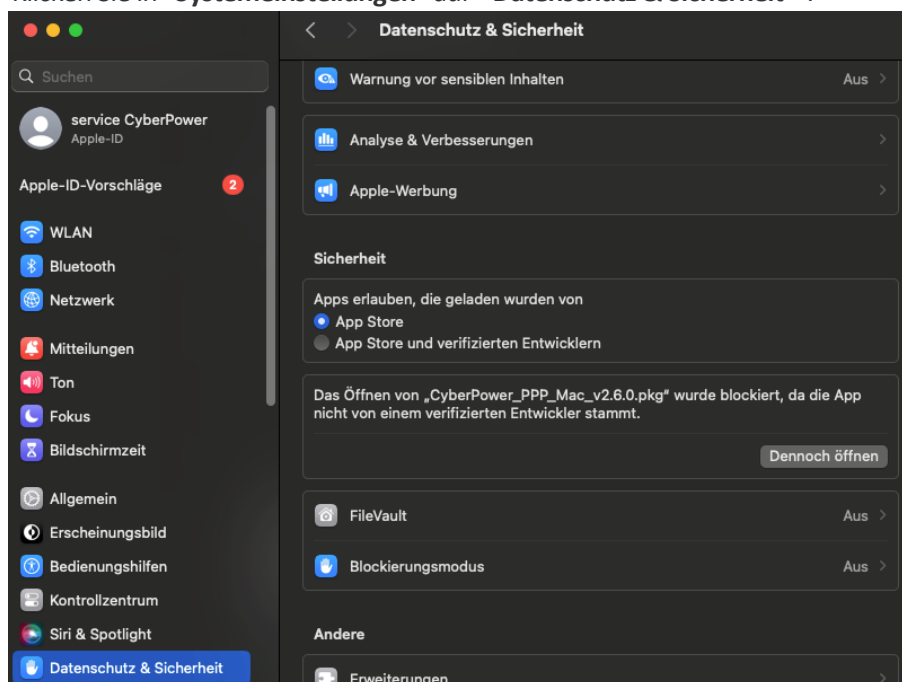 Klicken Sie in "Systemeinstellungen" auf "Datenschutz & Sicherheit".
Datenschutz & Sicherheit
Suchen
service CyberPower
Apple-ID
Apple-ID-Vorschläge
2
WLAN
Bluetooth
Netzwerk
Mitteilungen
Ton
Fokus
Bildschirmzeit
Allgemein
Erscheinungsbild
Bedienungshilfen
Kontrollzentrum
Siri & Spotlight
Datenschutz & Sicherheit
Warnung vor sensiblen Inhalten Aus
Analyse & Verbesserungen
Apple-Werbung
Sicherheit
Apps erlauben, die geladen wurden von
App Store
App Store und verifizierten Entwicklern
Das Öffnen von „CyberPower_PPP_Mac_v2.6.0.pkg" wurde blockiert, da die App
nicht von einem verifizierten Entwickler stammt.
Dennoch öffnen
FileVault Aus
Blockierungsmodus Aus
Andere
Erweiterungen